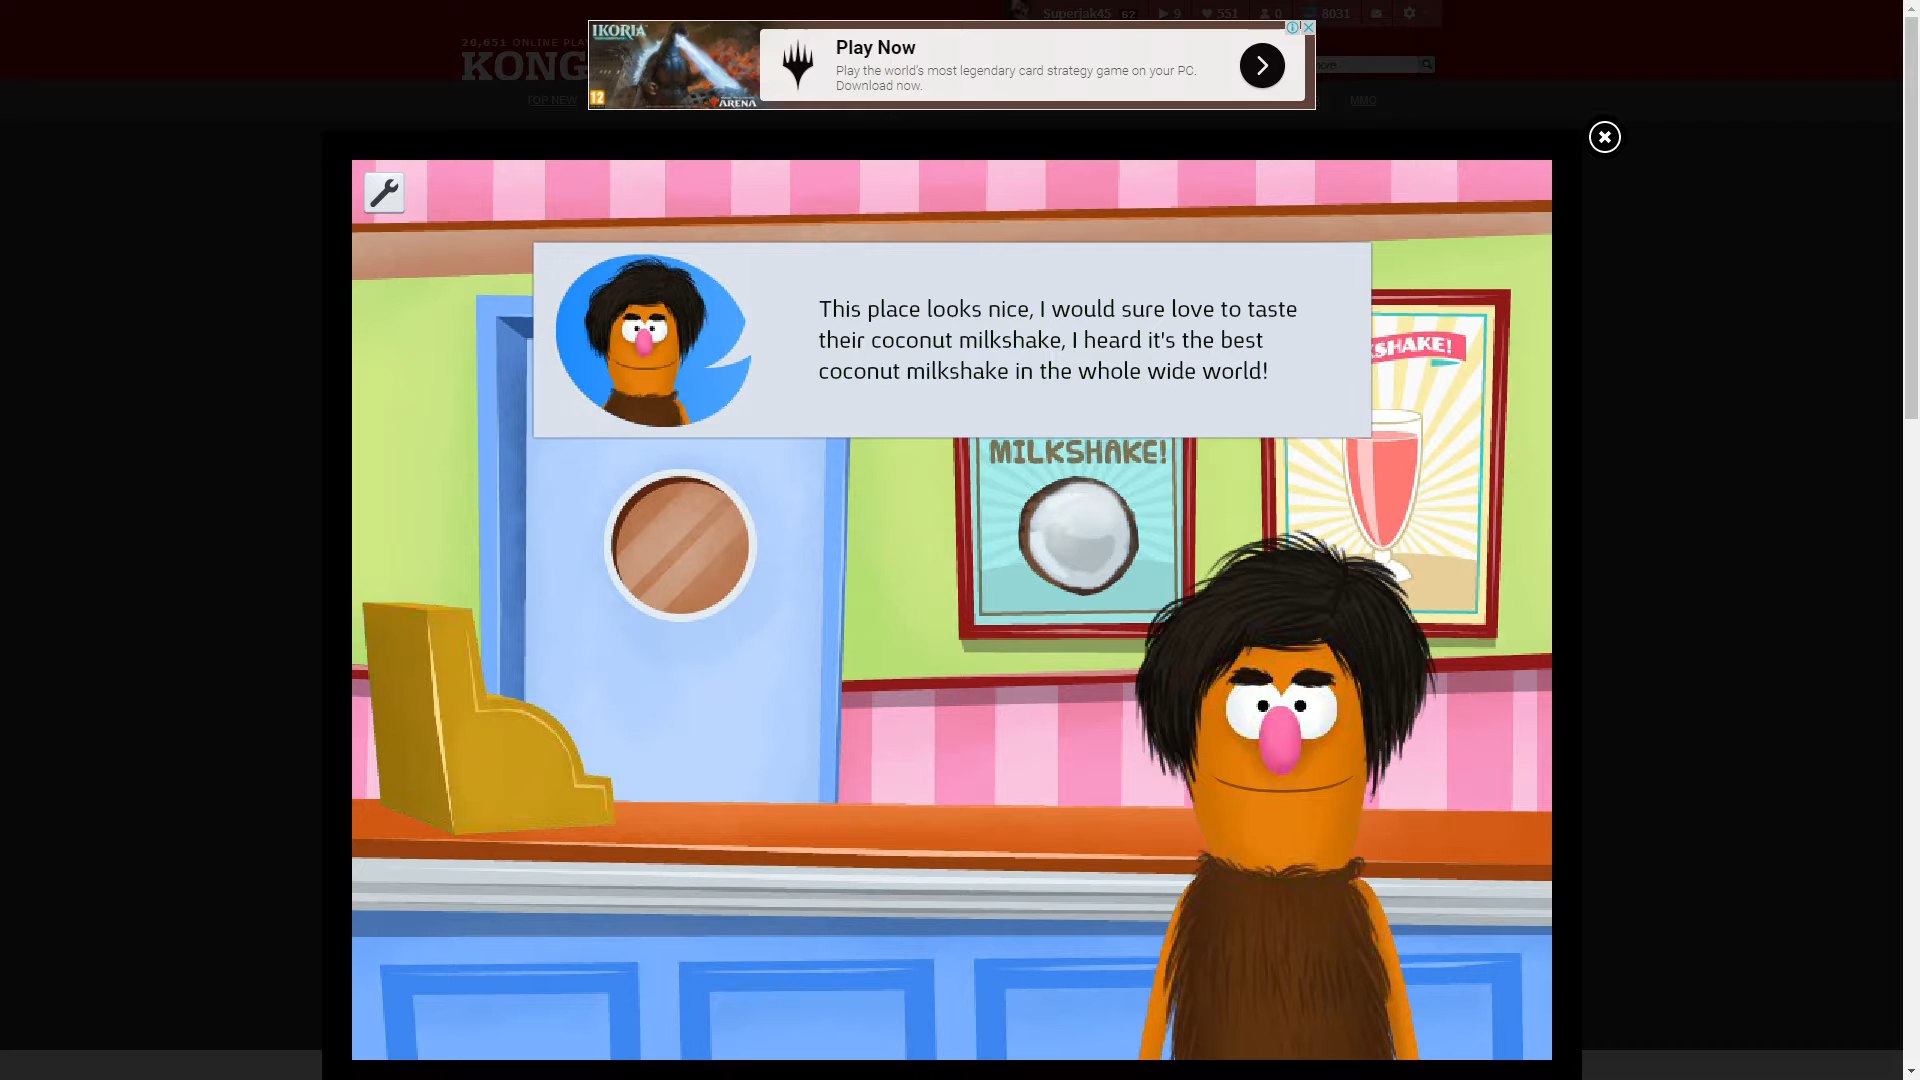 Superjak45 62 9 551 0 8031
20,651 ONLINE PLA
KONG
IKORIA
Play Now
Play the world's most legendary card strategy game on your PC.
Download now.
12
ARENA
more
TOP NEW
MMO
This place looks nice, I would sure love to taste
their coconut milkshake, I heard it's the best
coconut milkshake in the whole wide world!
KSHAKE!
MILKSHAKE!